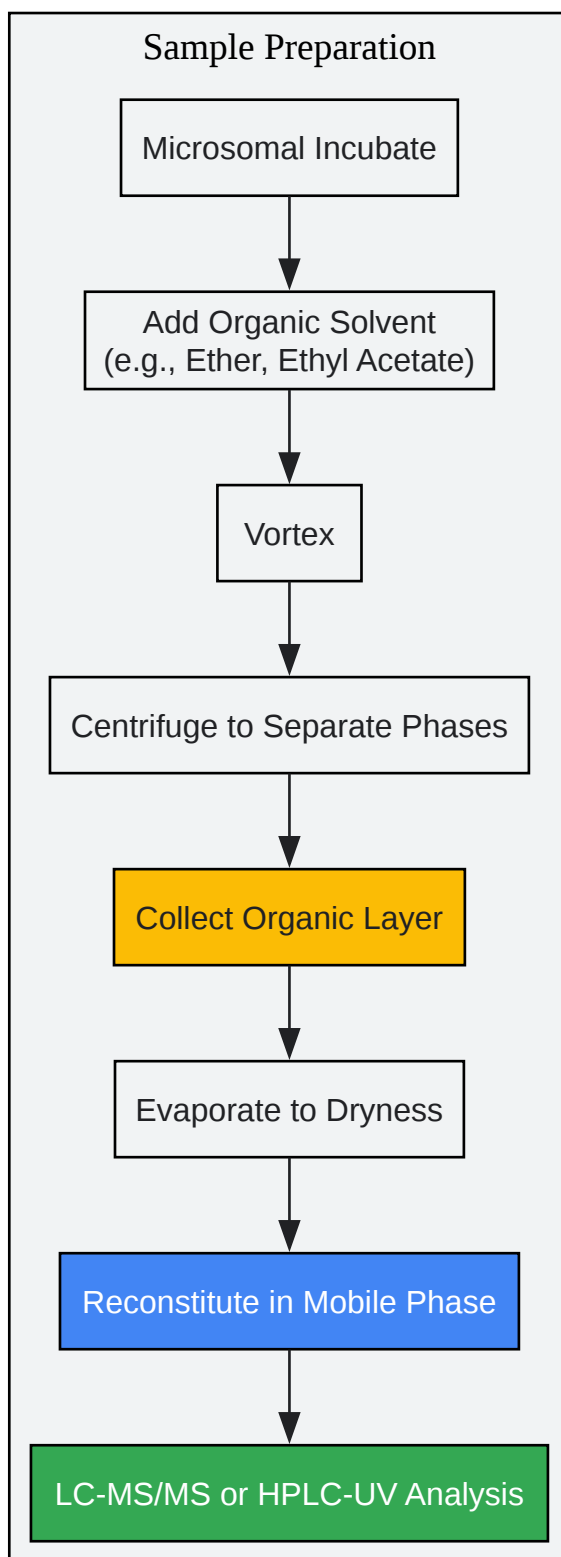 Sample Preparation
Microsomal Incubate
Add Organic Solvent
(e.g., Ether, Ethyl Acetate)
Vortex
Centrifuge to Separate Phases
Collect Organic Layer
Evaporate to Dryness
Reconstitute in Mobile Phase
LC-MS/MS or HPLC-UV Analysis